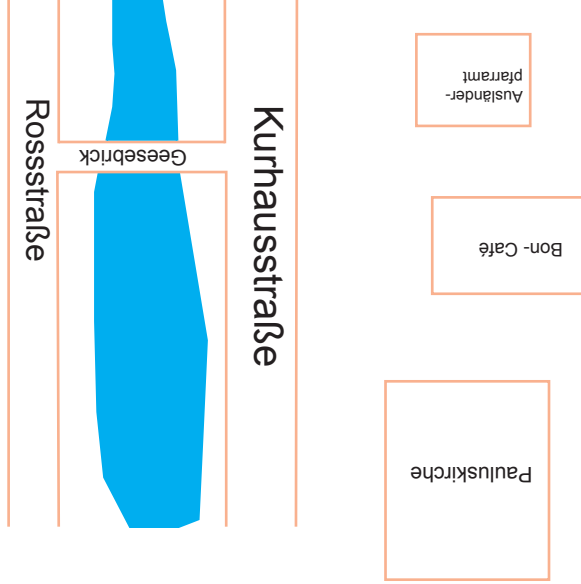 Rossstraße
Geesebrick
Kurhausstraße
Ausländer-
pfarramt
Bon- Café
Pauluskirche